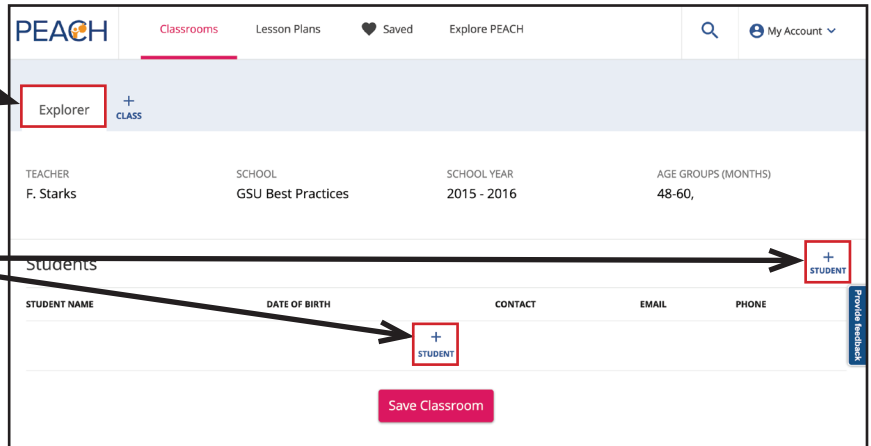 PEACH Classrooms Lesson Plans Saved Explore PEACH My Account
Explorer + CLASS
TEACHER SCHOOL SCHOOL YEAR AGE GROUPS (MONTHS)
F. Starks GSU Best Practices 2015 - 2016 48-60,
Students + STUDENT
STUDENT NAME DATE OF BIRTH CONTACT EMAIL PHONE
+ STUDENT
Provide feedback
Save Classroom